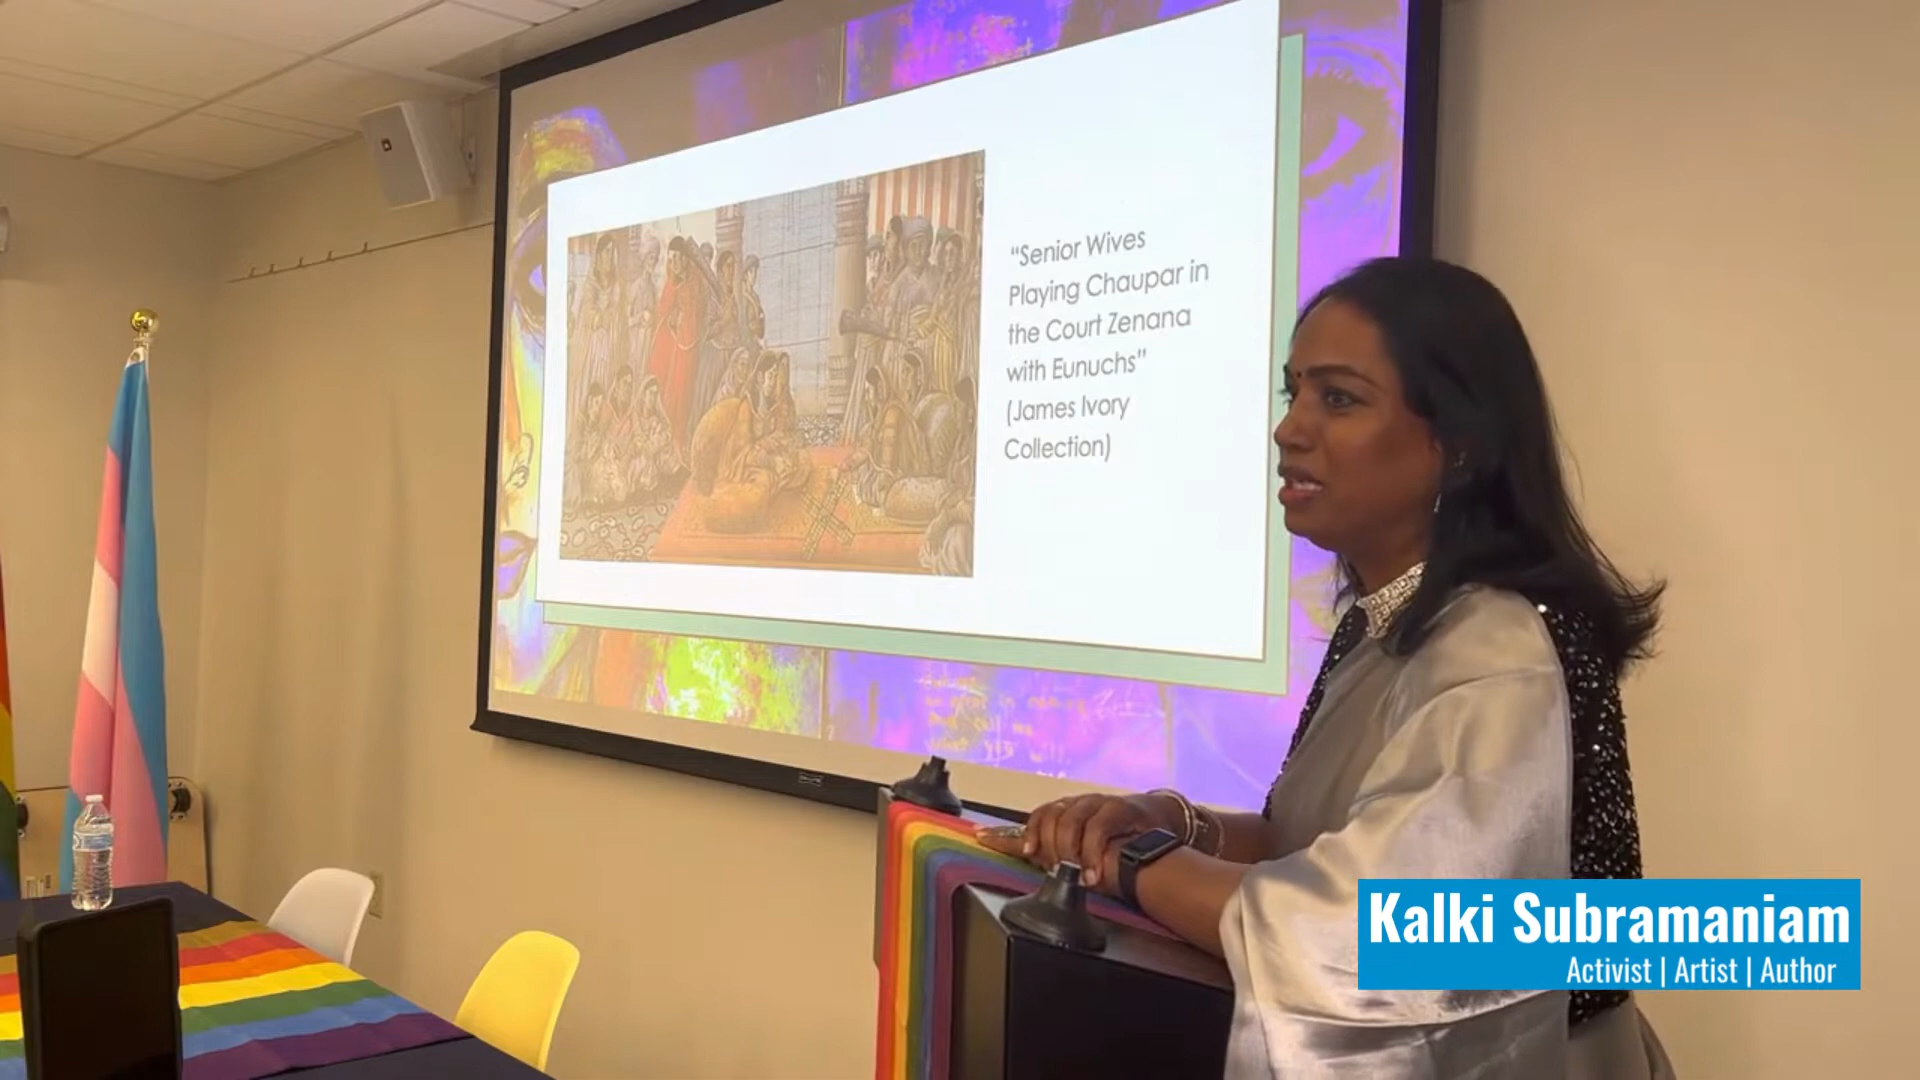 “Senior Wives
Playing Chaupar in
the Court Zenana
with Eunuchs”
(James Ivory
Collection)
Kalki Subramaniam
Activist | Artist | Author